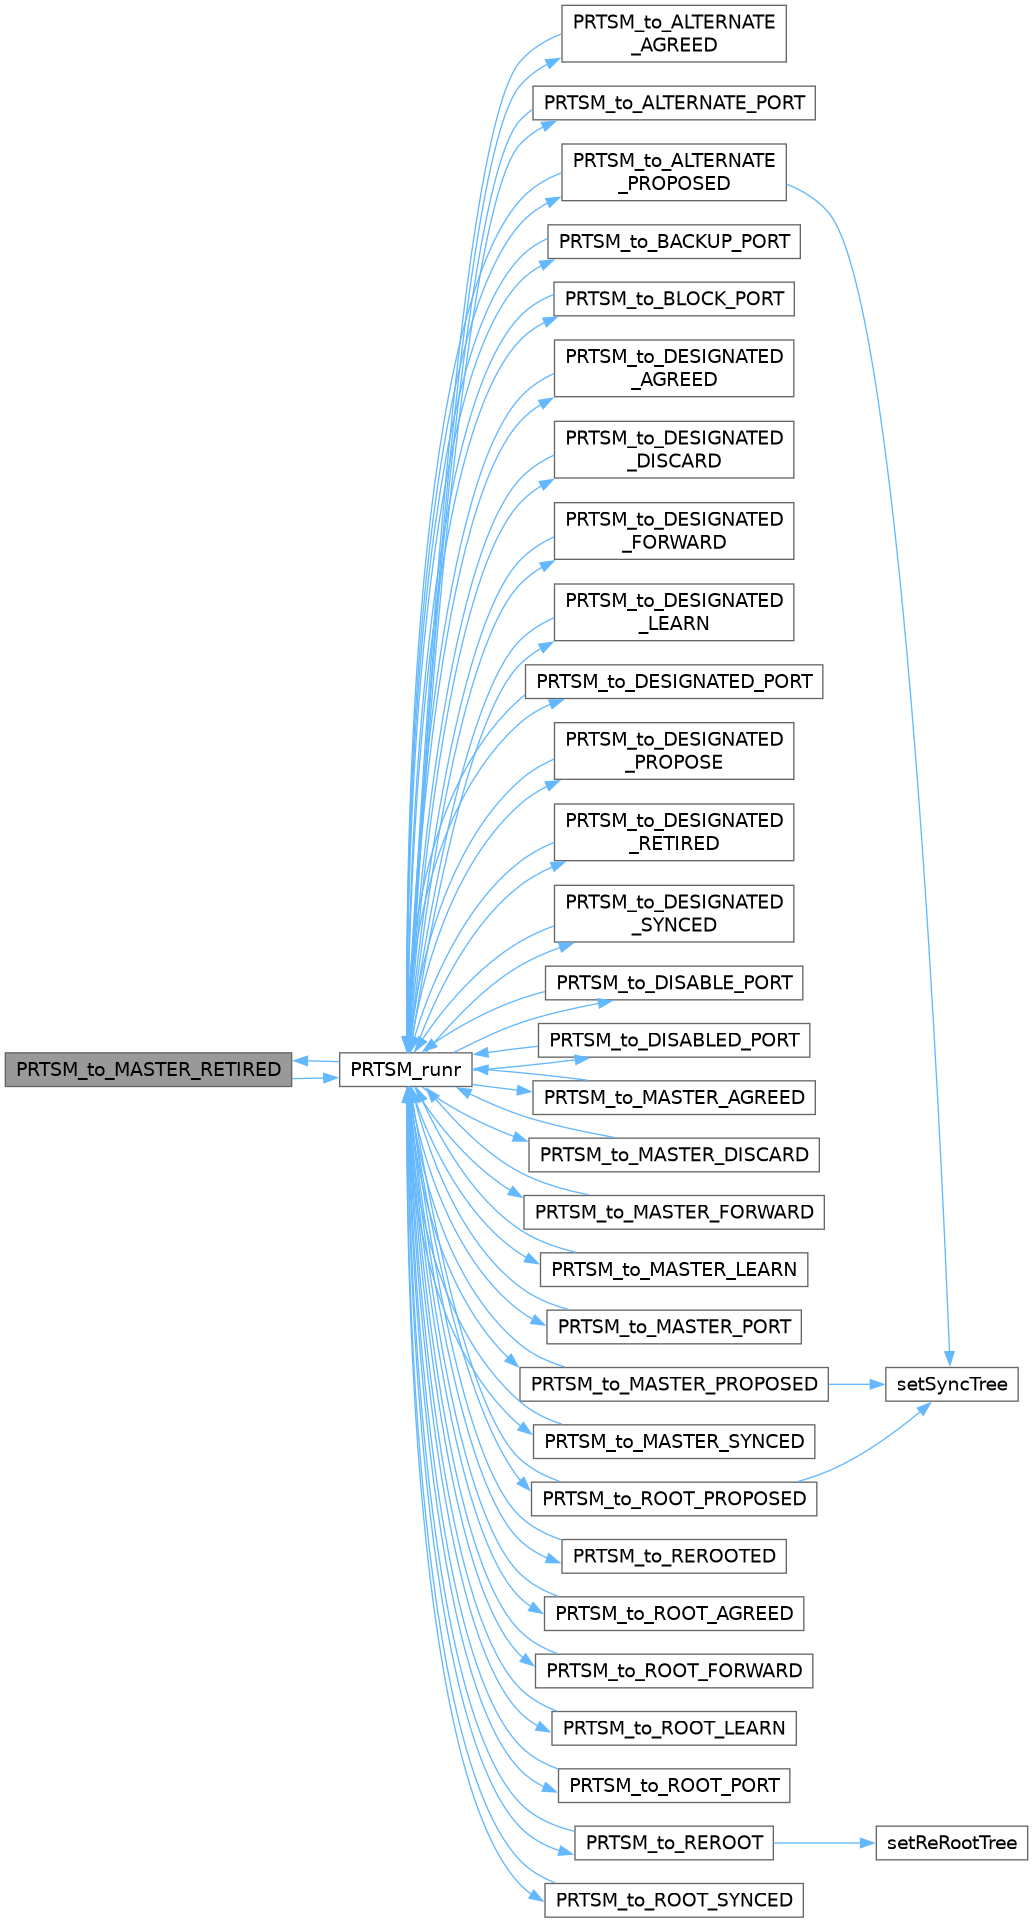 PRTSM_to_ALTERNATE
_AGREED
PRTSM_to_ALTERNATE_PORT
PRTSM_to_ALTERNATE
_PROPOSED
PRTSM_to_BACKUP_PORT
PRTSM_to_BLOCK_PORT
PRTSM_to_DESIGNATED
_AGREED
PRTSM_to_DESIGNATED
_DISCARD
PRTSM_to_DESIGNATED
_FORWARD
PRTSM_to_DESIGNATED
_LEARN
PRTSM_to_DESIGNATED_PORT
PRTSM_to_DESIGNATED
_PROPOSE
PRTSM_to_DESIGNATED
_RETIRED
PRTSM_to_DESIGNATED
_SYNCED
PRTSM_to_DISABLE_PORT
PRTSM_to_DISABLED_PORT
PRTSM_to_MASTER_RETIRED
PRTSM_runr
PRTSM_to_MASTER_AGREED
PRTSM_to_MASTER_DISCARD
PRTSM_to_MASTER_FORWARD
PRTSM_to_MASTER_LEARN
PRTSM_to_MASTER_PORT
PRTSM_to_MASTER_PROPOSED
setSyncTree
PRTSM_to_MASTER_SYNCED
PRTSM_to_ROOT_PROPOSED
PRTSM_to_REROOTED
PRTSM_to_ROOT_AGREED
PRTSM_to_ROOT_FORWARD
PRTSM_to_ROOT_LEARN
PRTSM_to_ROOT_PORT
PRTSM_to_REROOT
setReRootTree
PRTSM_to_ROOT_SYNCED